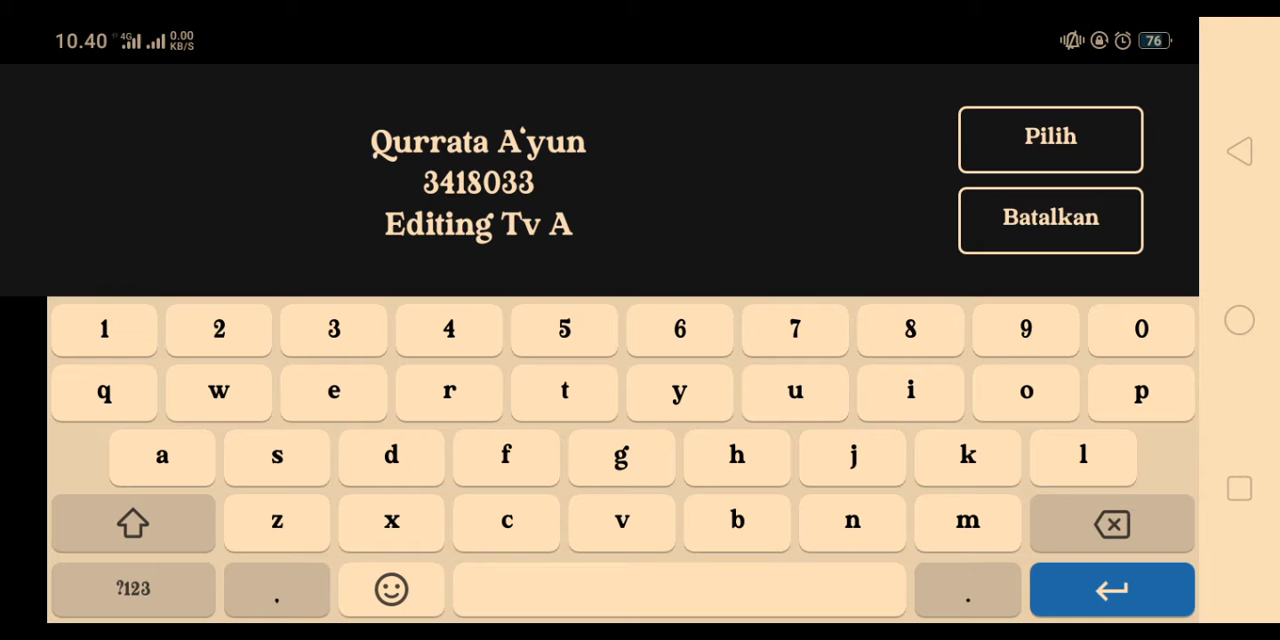 10.40 4G 0.00 KB/S 76
Qurrata A'yun
3418033
Editing Tv A
Pilih
Batalkan
1 2 3 4 5 6 7 8 9 0
q w e r t y u i o p
a s d f g h j k l
z x c v b n m
?123 , .